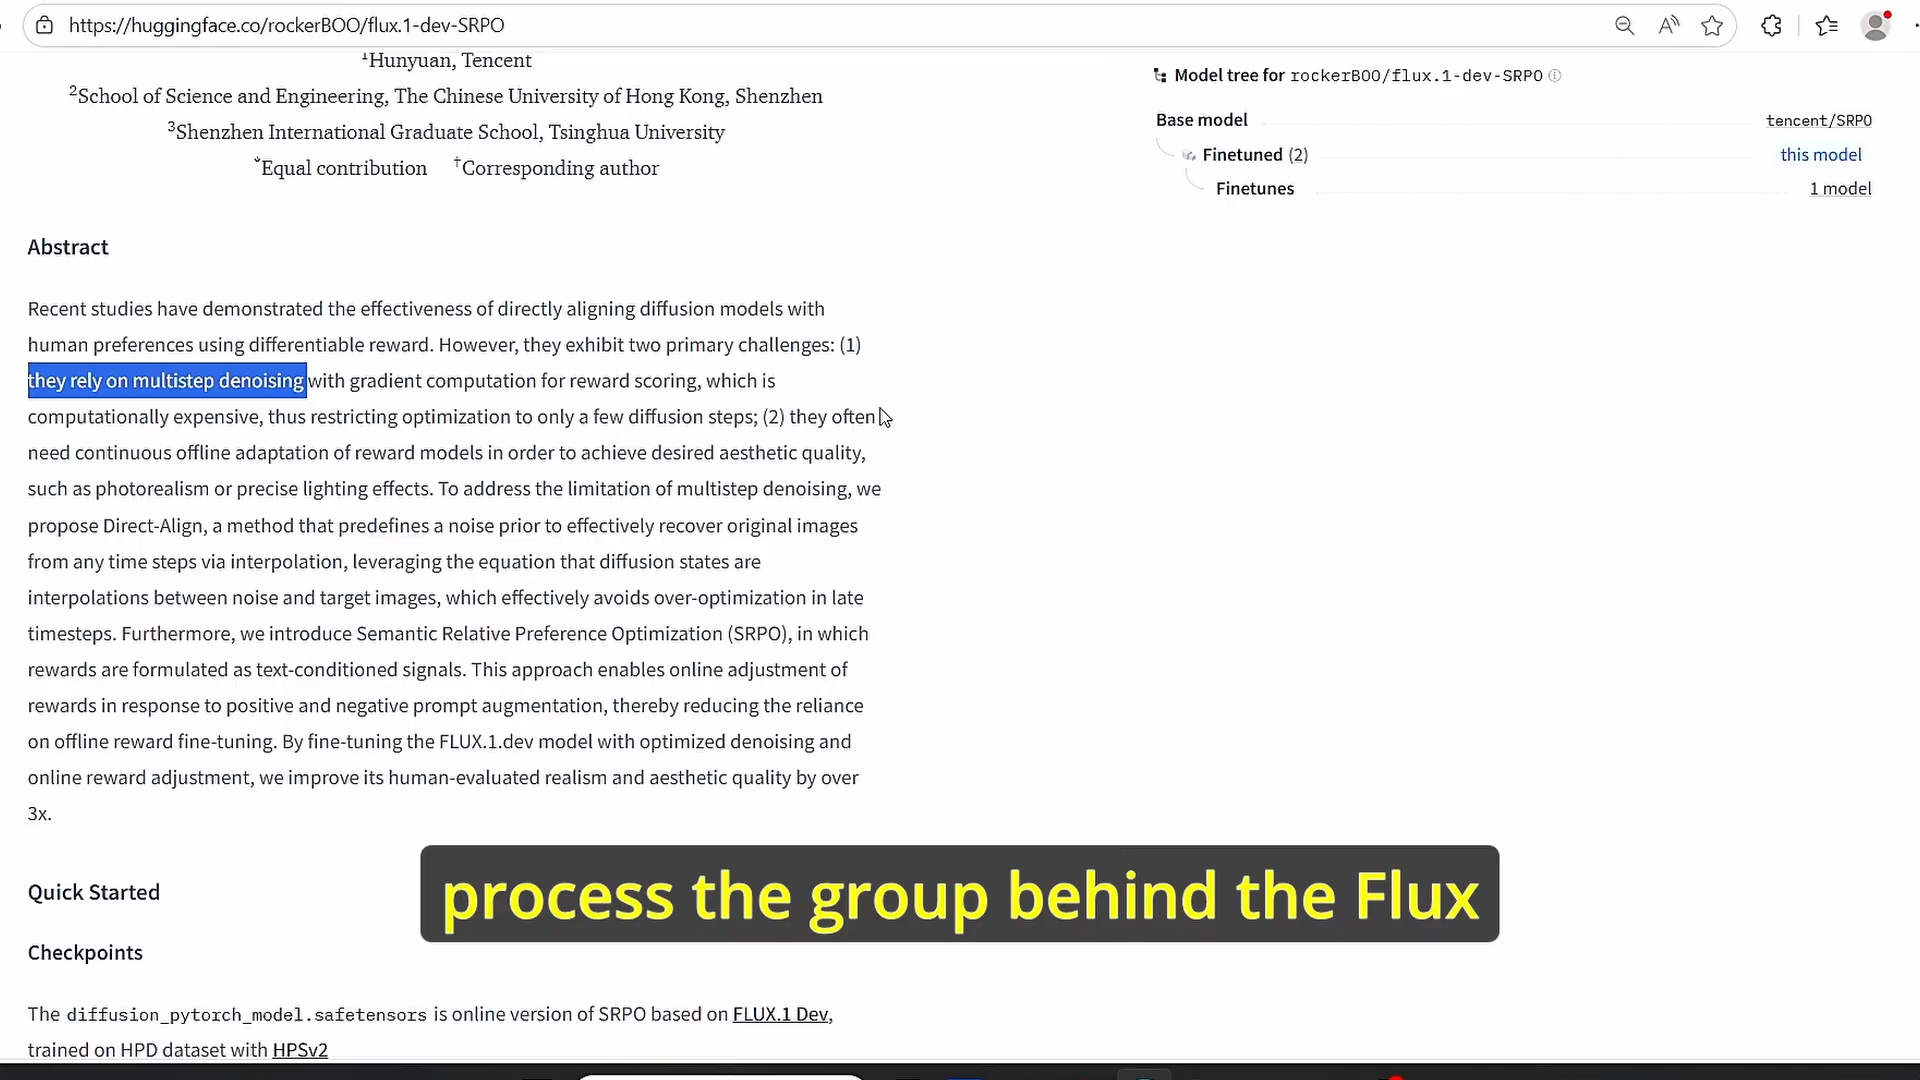 https://huggingface.co/rockerBOO/flux.1-dev-SRPO
¹Hunyuan, Tencent
²School of Science and Engineering, The Chinese University of Hong Kong, Shenzhen
³Shenzhen International Graduate School, Tsinghua University
*Equal contribution †Corresponding author
Abstract
Recent studies have demonstrated the effectiveness of directly aligning diffusion models with
human preferences using differentiable reward. However, they exhibit two primary challenges: (1)
they rely on multistep denoising with gradient computation for reward scoring, which is
computationally expensive, thus restricting optimization to only a few diffusion steps; (2) they often
need continuous offline adaptation of reward models in order to achieve desired aesthetic quality,
such as photorealism or precise lighting effects. To address the limitation of multistep denoising, we
propose Direct-Align, a method that predefines a noise prior to effectively recover original images
from any time steps via interpolation, leveraging the equation that diffusion states are
interpolations between noise and target images, which effectively avoids over-optimization in late
timesteps. Furthermore, we introduce Semantic Relative Preference Optimization (SRPO), in which
rewards are formulated as text-conditioned signals. This approach enables online adjustment of
rewards in response to positive and negative prompt augmentation, thereby reducing the reliance
on offline reward fine-tuning. By fine-tuning the FLUX.1.dev model with optimized denoising and
online reward adjustment, we improve its human-evaluated realism and aesthetic quality by over
3x.
Quick Started
Checkpoints
The diffusion_pytorch_model.safetensors is online version of SRPO based on FLUX.1 Dev,
trained on HPD dataset with HPSv2
Model tree for rockerBOO/flux.1-dev-SRPO
Base model tencent/SRPO
Finetuned (2) this model
Finetunes 1 model
process the group behind the Flux